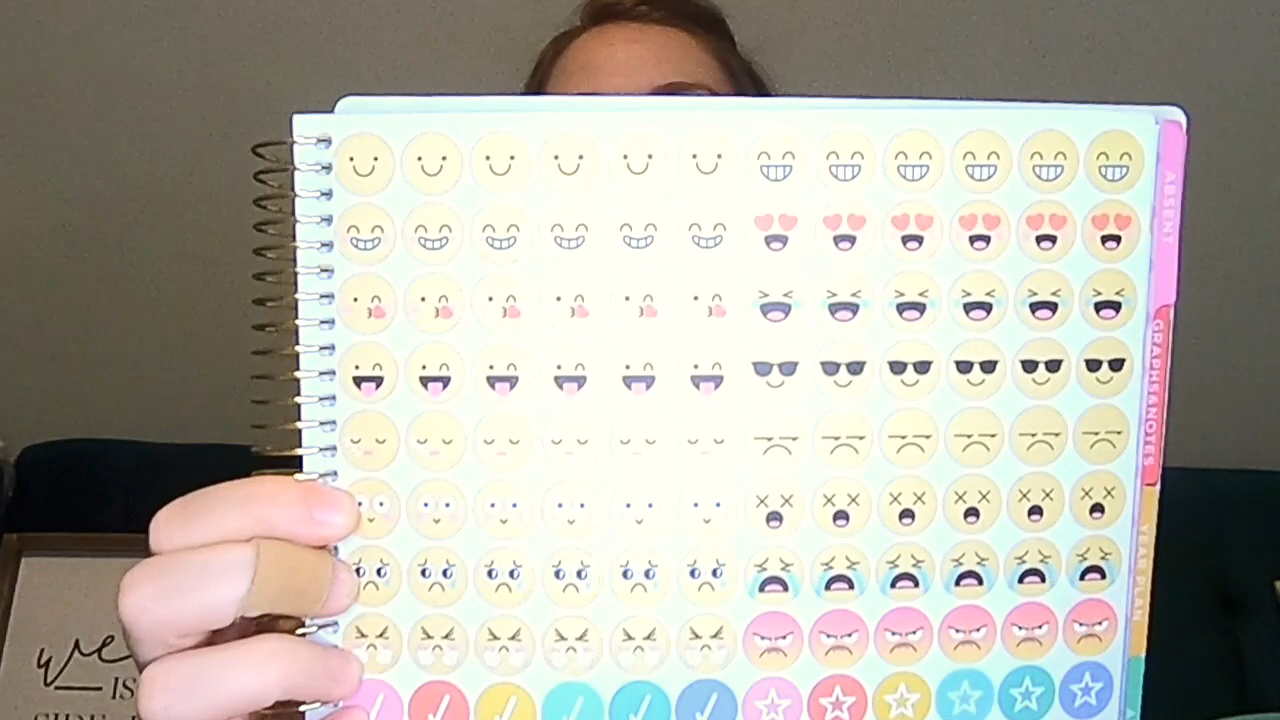 ABSENT
GRAPHS&NOTES
YEAR PLAN
we
IS